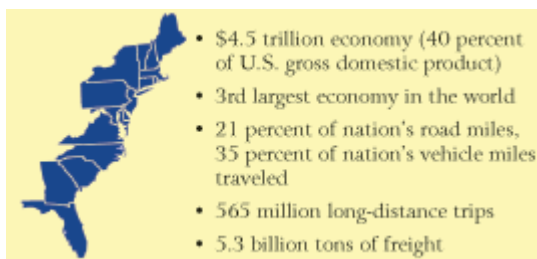 • $4.5 trillion economy (40 percent
of U.S. gross domestic product)
• 3rd largest economy in the world
• 21 percent of nation's road miles,
35 percent of nation's vehicle miles
traveled
• 565 million long-distance trips
• 5.3 billion tons of freight